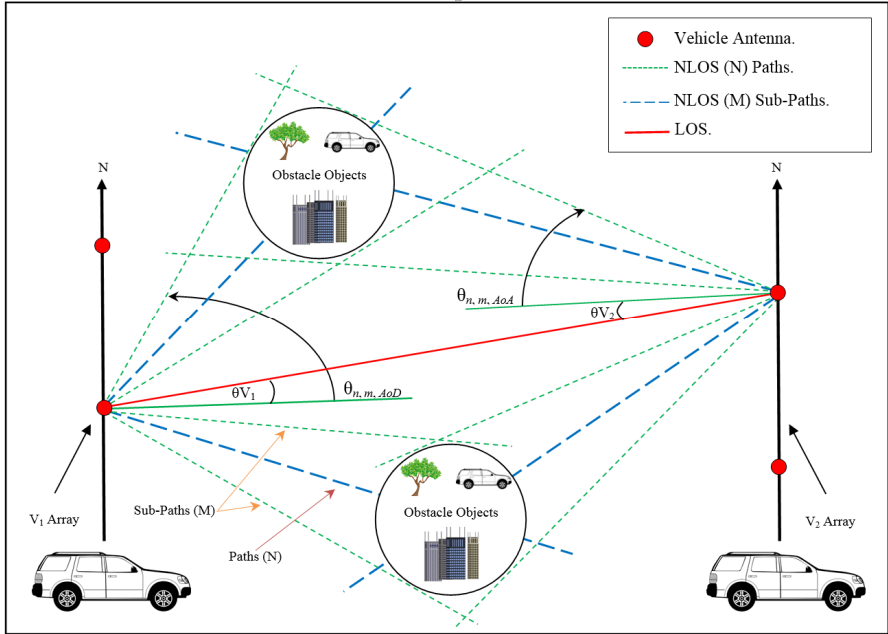 Vehicle Antenna.
NLOS (N) Paths.
NLOS (M) Sub-Paths.
LOS.
N
N
Obstacle Objects
θn, m, AoA
θV2
θV1
θn, m, AoD
Sub-Paths (M)
Paths (N)
Obstacle Objects
V1 Array
V2 Array